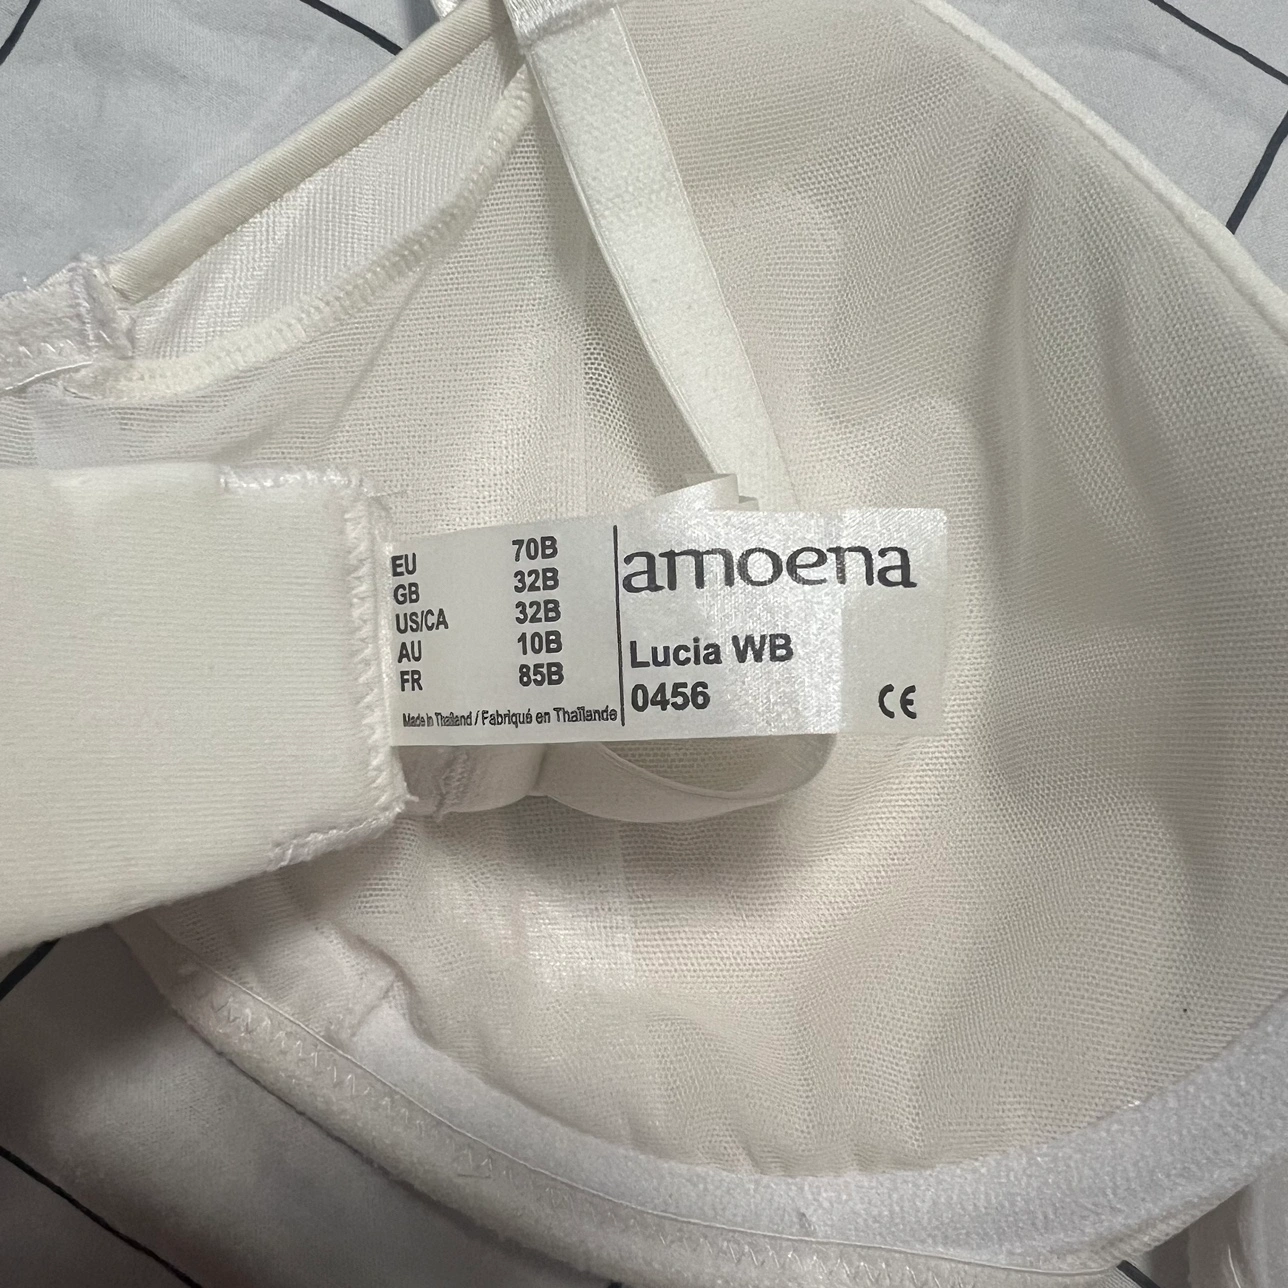 EU 70B
GB 32B
US/CA 32B
AU 10B
FR 85B
Made in Thailand / Fabriqué en Thaïlande
amoena
Lucia WB
0456
CE